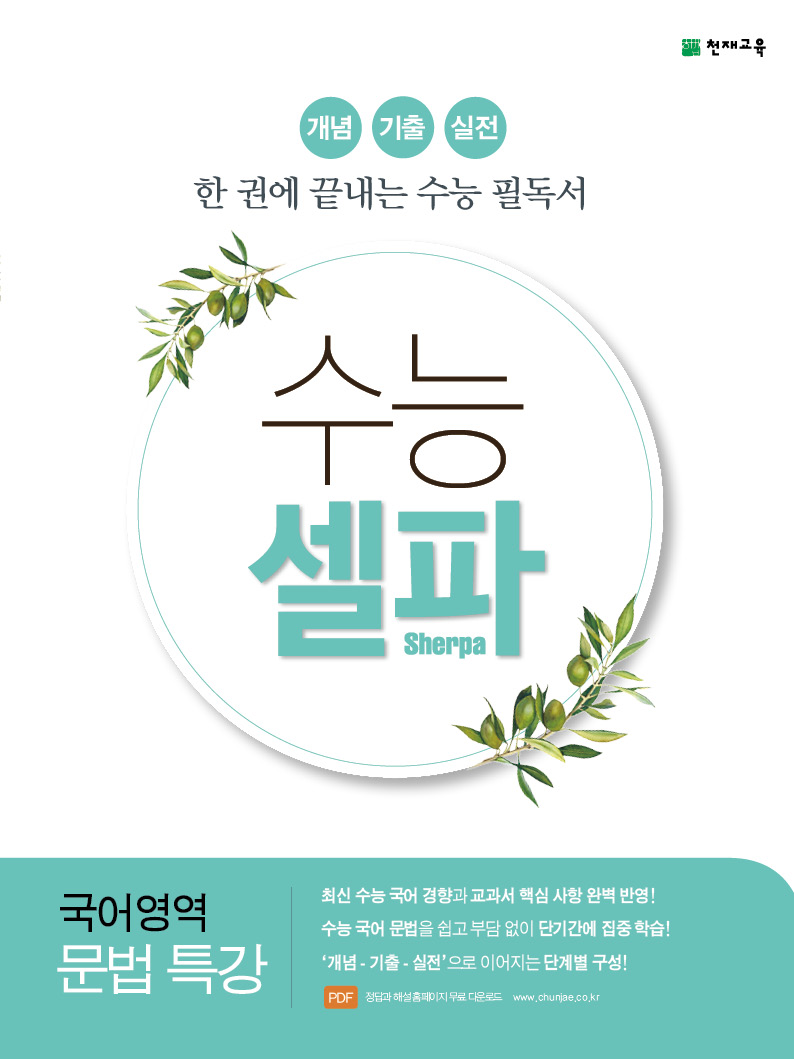 천재교육
개념 기출 실전
한 권에 끝내는 수능 필독서
수능
셀파
Sherpa
국어영역
문법 특강
최신 수능 국어 경향과 교과서 핵심 사항 완벽 반영!
수능 국어 문법을 쉽고 부담 없이 단기간에 집중 학습!
‘개념 - 기출 - 실전’으로 이어지는 단계별 구성!
PDF 정답과 해설 홈페이지 무료 다운로드 www.chunjae.co.kr